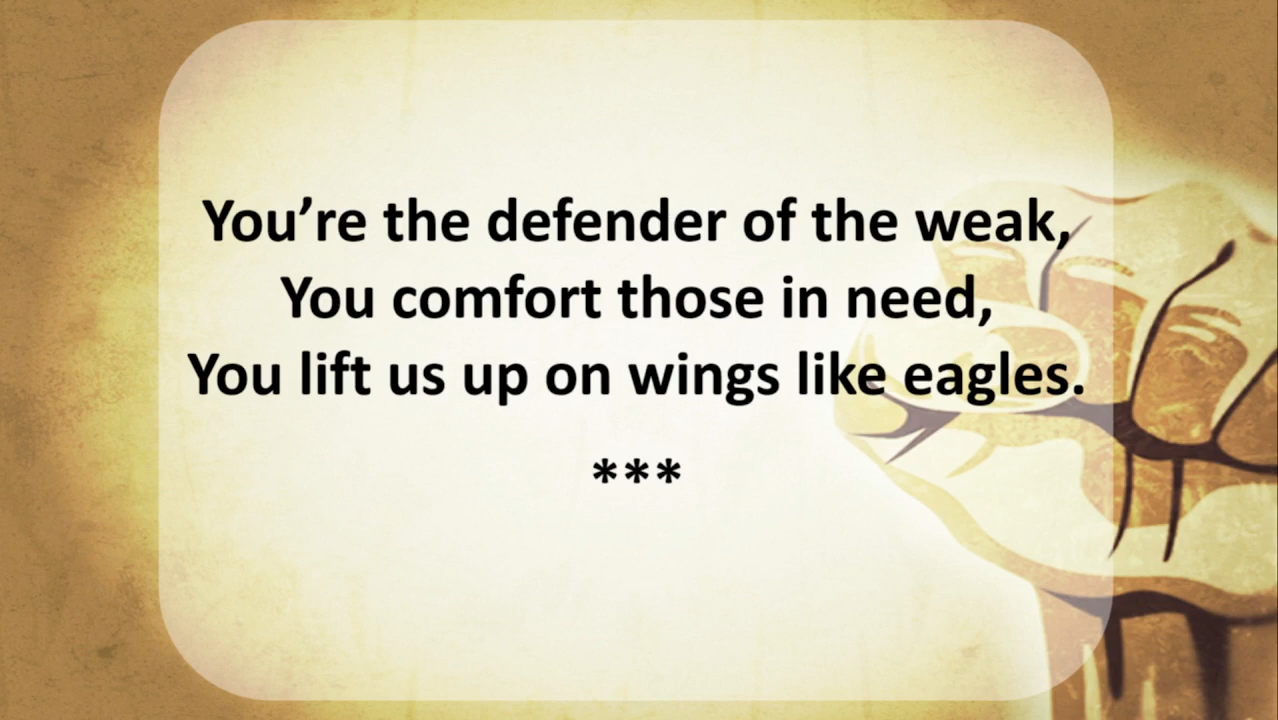 You’re the defender of the weak,
You comfort those in need,
You lift us up on wings like eagles.
***